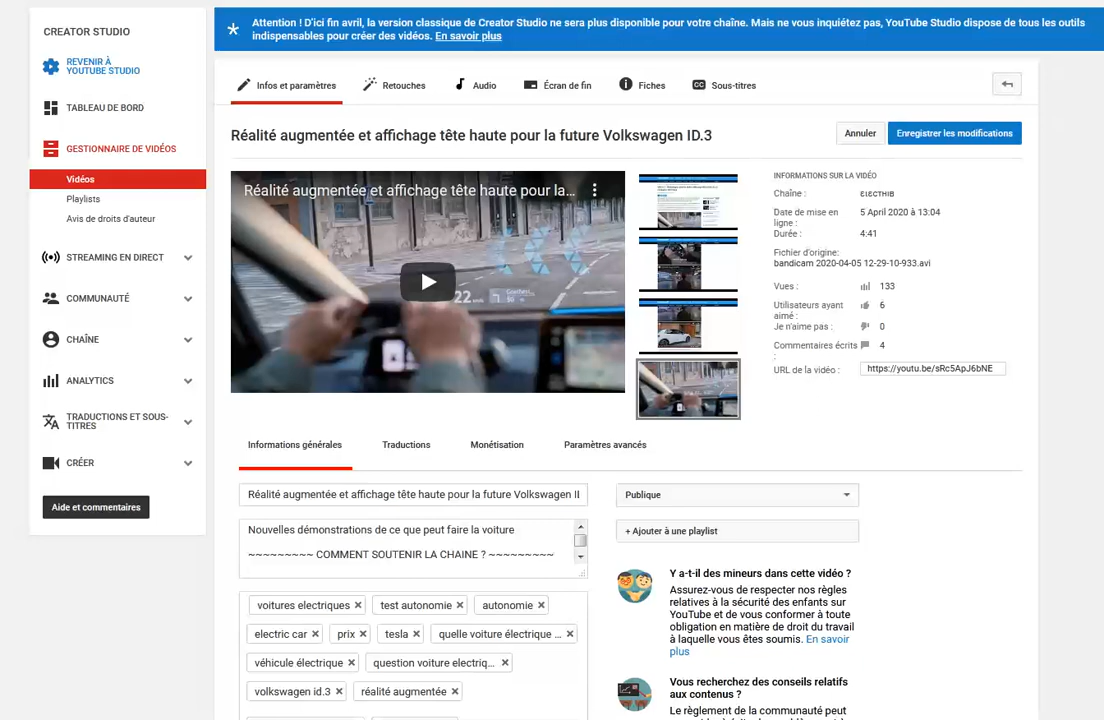 CREATOR STUDIO
REVENIR À
YOUTUBE STUDIO
TABLEAU DE BORD
GESTIONNAIRE DE VIDÉOS
Vidéos
Playlists
Avis de droits d'auteur
STREAMING EN DIRECT
COMMUNAUTÉ
CHAÎNE
ANALYTICS
TRADUCTIONS ET SOUS-
TITRES
CRÉER
Aide et commentaires
Attention ! D'ici fin avril, la version classique de Creator Studio ne sera plus disponible pour votre chaîne. Mais ne vous inquiétez pas, YouTube Studio dispose de tous les outils
indispensables pour créer des vidéos. En savoir plus
Infos et paramètres
Retouches
Audio
Écran de fin
Fiches
CC Sous-titres
Réalité augmentée et affichage tête haute pour la future Volkswagen ID.3
Annuler
Enregistrer les modifications
Réalité augmentée et affichage tête haute pour la...
22
50
INFORMATIONS SUR LA VIDÉO
Chaîne : ELECTHIB
Date de mise en 5 April 2020 à 13:04
ligne :
Durée : 4:41
Fichier d'origine:
bandicam 2020-04-05 12-29-10-933.avi
Vues : 133
Utilisateurs ayant 6
aimé :
Je n'aime pas : 0
Commentaires écrits 4
:
URL de la vidéo : https://youtu.be/sRc5ApJ6bNE
Informations générales
Traductions
Monétisation
Paramètres avancés
Réalité augmentée et affichage tête haute pour la future Volkswagen II
Nouvelles démonstrations de ce que peut faire la voiture
~~~~~~~~~ COMMENT SOUTENIR LA CHAINE ? ~~~~~~~~~
voitures electriques × test autonomie × autonomie ×
electric car × prix × tesla × quelle voiture électrique ... ×
véhicule électrique × question voiture electriq... ×
volkswagen id.3 × réalité augmentée ×
Publique
+ Ajouter à une playlist
Y a-t-il des mineurs dans cette vidéo ?
Assurez-vous de respecter nos règles
relatives à la sécurité des enfants sur
YouTube et de vous conformer à toute
obligation en matière de droit du travail
à laquelle vous êtes soumis. En savoir
plus
Vous recherchez des conseils relatifs
aux contenus ?
Le règlement de la communauté peut